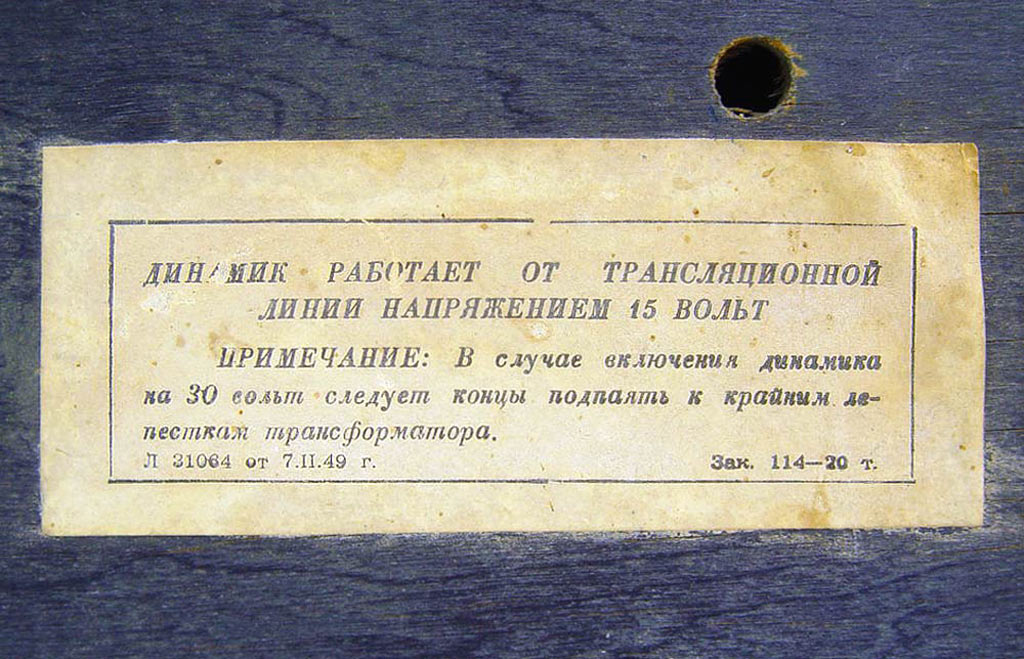 ДИНАМИК РАБОТАЕТ ОТ ТРАНСЛЯЦИОННОЙ
ЛИНИИ НАПРЯЖЕНИЕМ 15 ВОЛЬТ
ПРИМЕЧАНИЕ: В случае включения динамика
на 30 вольт следует концы подпаять к крайним ле-
песткам трансформатора.
Л 31064 от 7.II.49 г. Зак. 114—20 т.